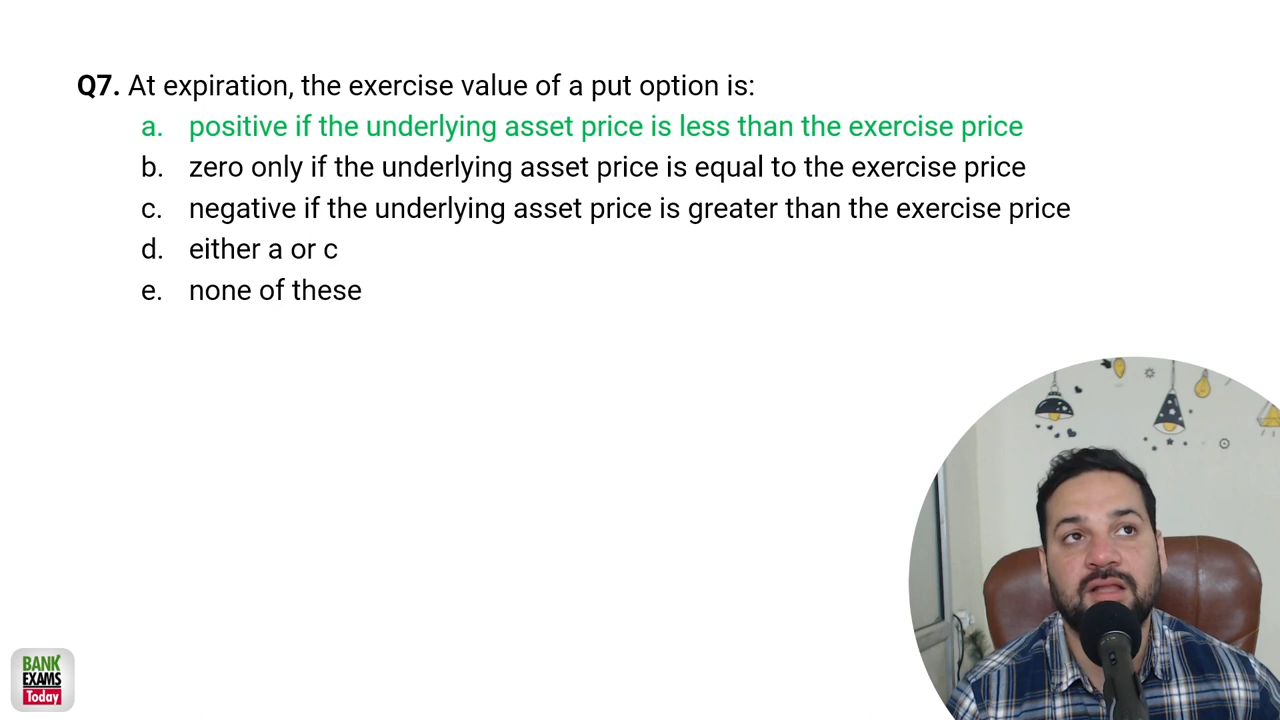 Q7. At expiration, the exercise value of a put option is:
a. positive if the underlying asset price is less than the exercise price
b. zero only if the underlying asset price is equal to the exercise price
c. negative if the underlying asset price is greater than the exercise price
d. either a or c
e. none of these
BANK
EXAMS
Today